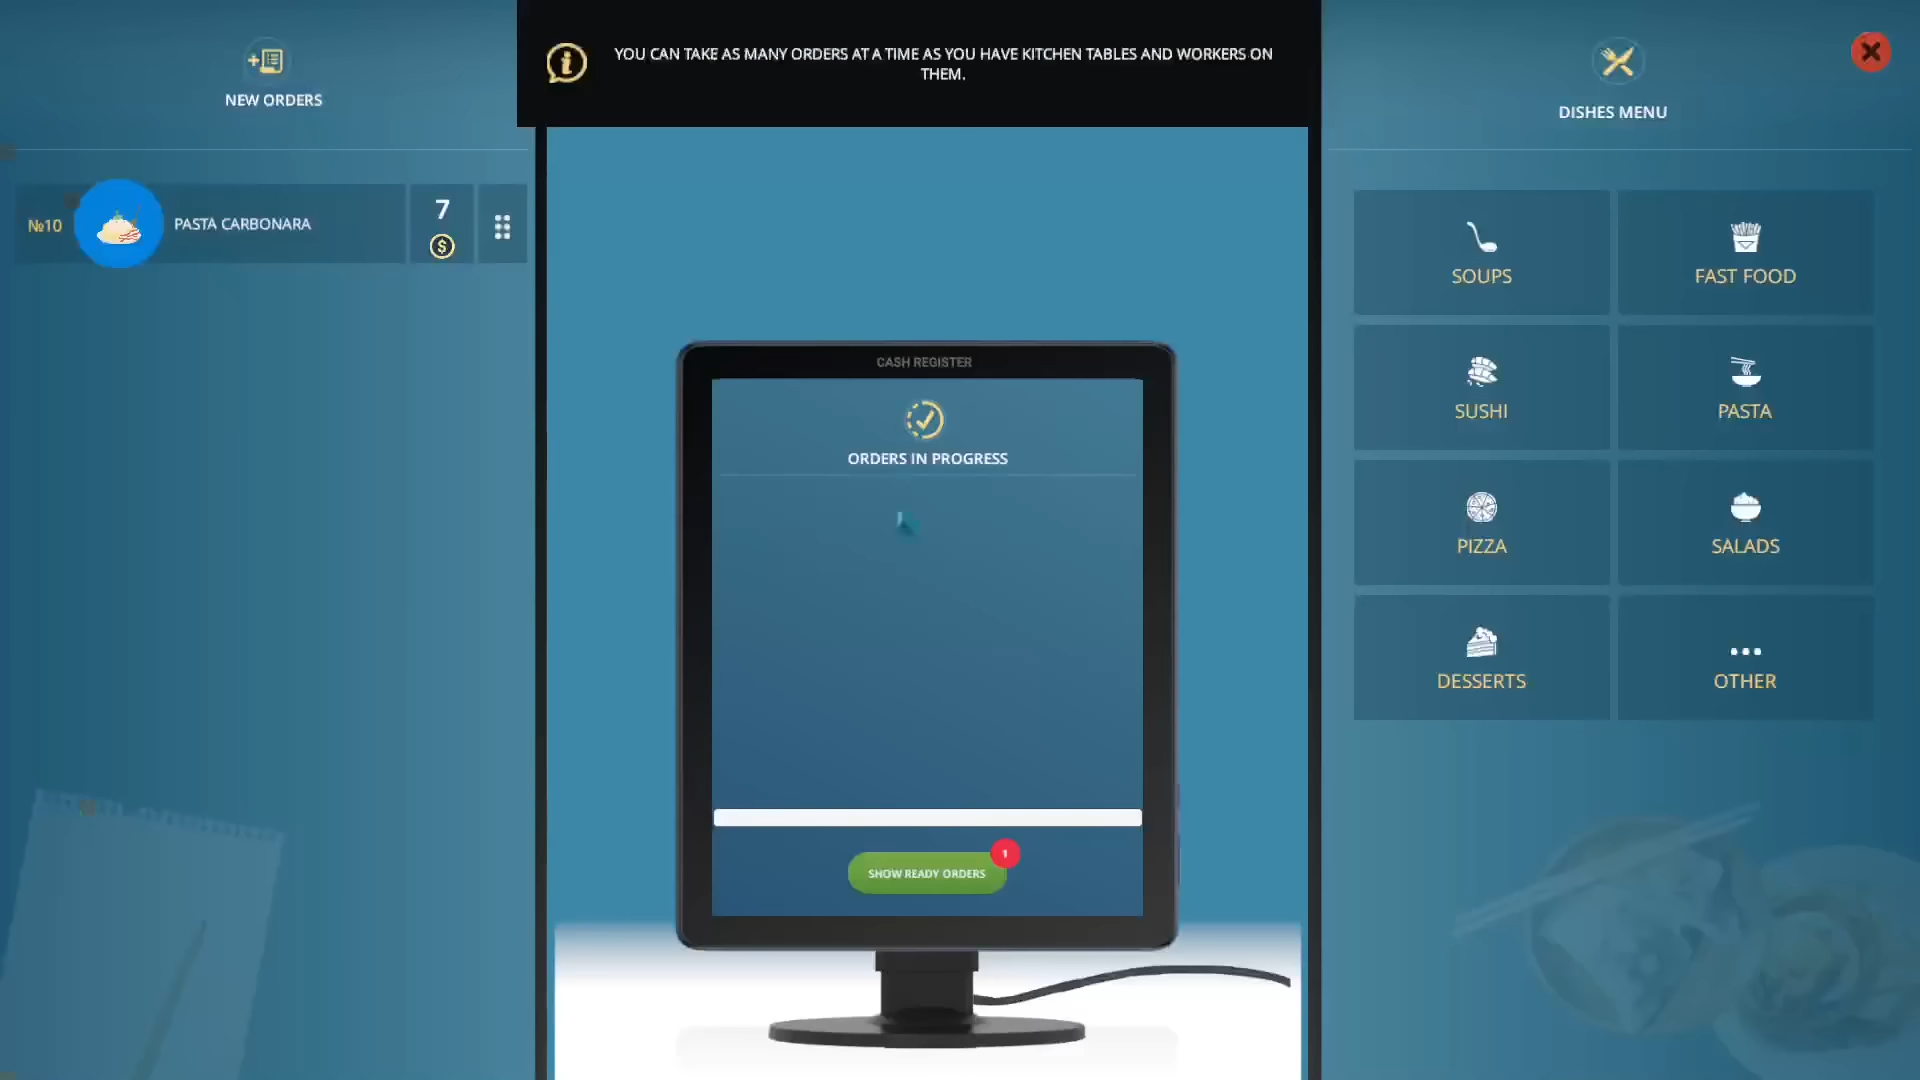 NEW ORDERS
№10
PASTA CARBONARA
7
$
YOU CAN TAKE AS MANY ORDERS AT A TIME AS YOU HAVE KITCHEN TABLES AND WORKERS ON
THEM.
CASH REGISTER
ORDERS IN PROGRESS
SHOW READY ORDERS
1
DISHES MENU
SOUPS
FAST FOOD
SUSHI
PASTA
PIZZA
SALADS
DESSERTS
OTHER